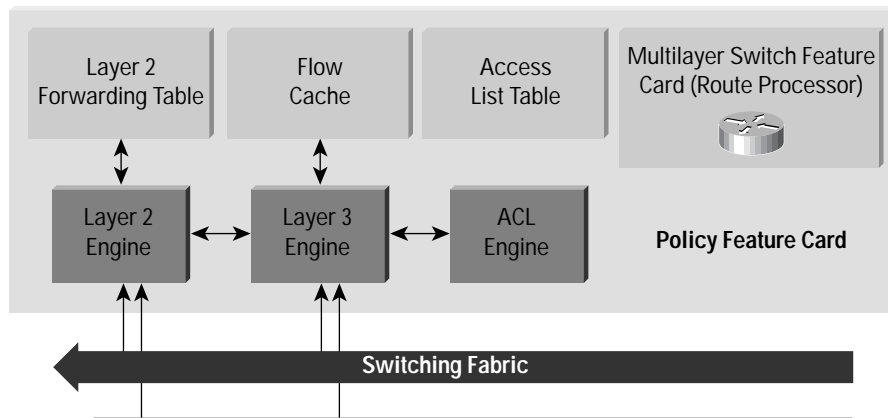 Layer 2
Forwarding Table
Flow
Cache
Access
List Table
Multilayer Switch Feature
Card (Route Processor)
Layer 2
Engine
Layer 3
Engine
ACL
Engine
Policy Feature Card
Switching Fabric